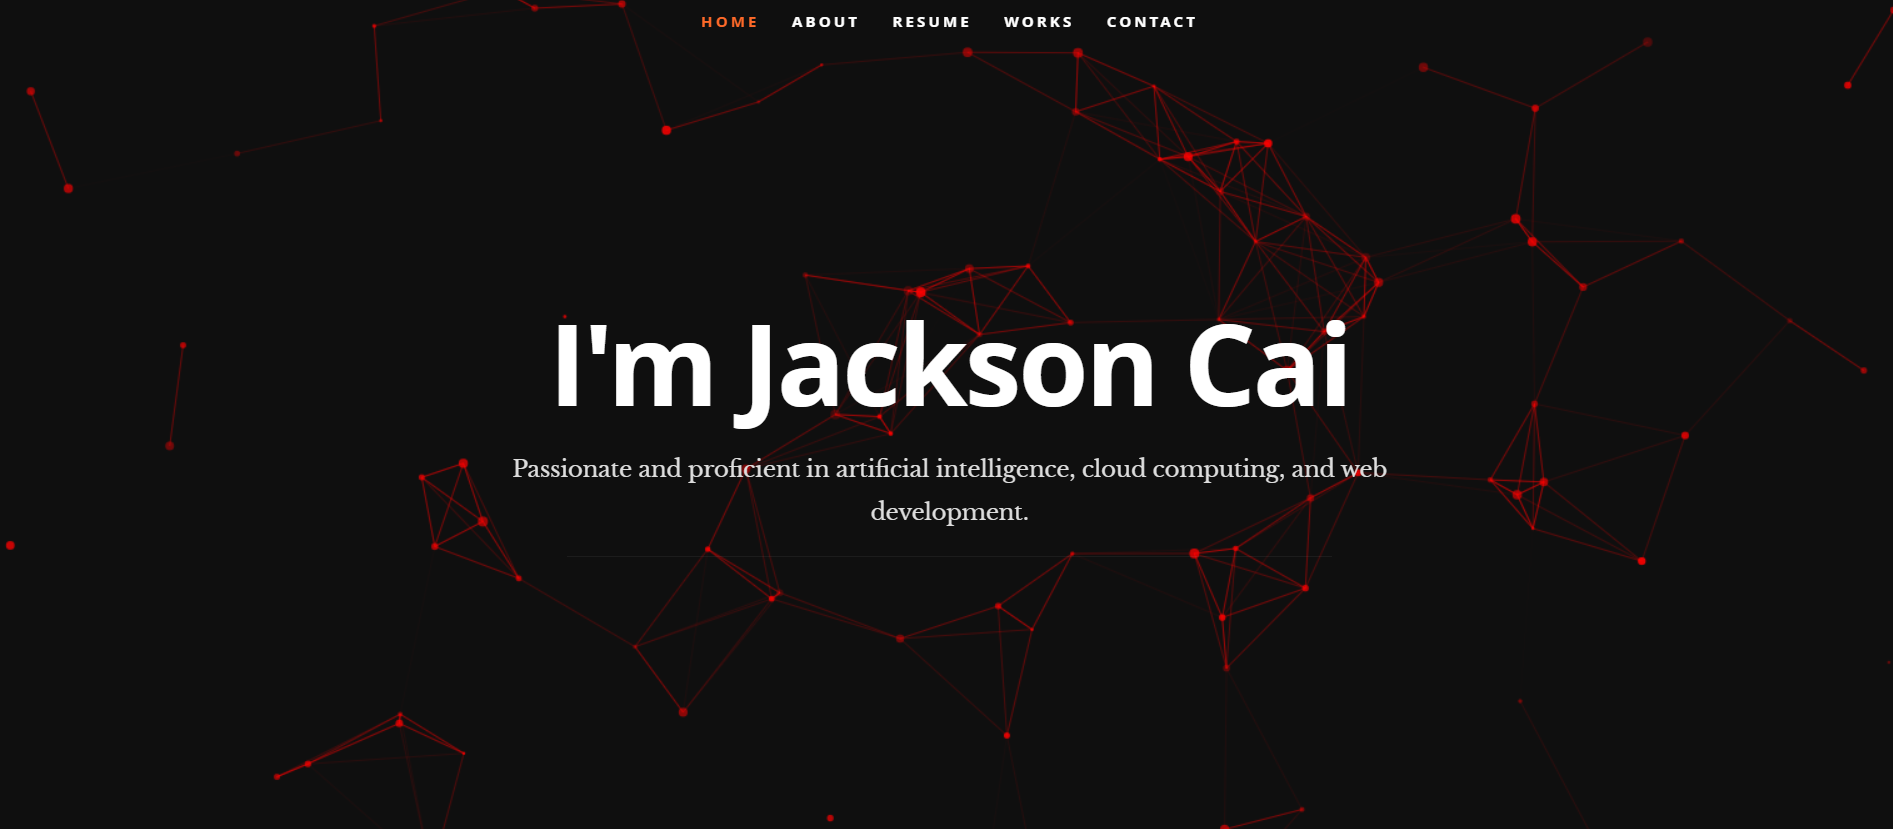 HOME ABOUT RESUME WORKS CONTACT
I'm Jackson Cai
Passionate and proficient in artificial intelligence, cloud computing, and web
development.